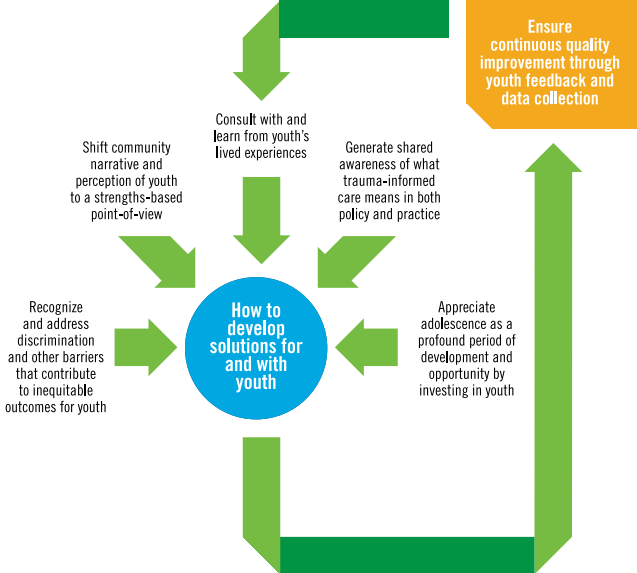 Ensure
continuous quality
improvement through
youth feedback and
data collection
Consult with and
learn from youth's
lived experiences
Shift community
narrative and
perception of youth
to a strengths-based
point-of-view
Generate shared
awareness of what
trauma-informed
care means in both
policy and practice
Recognize
and address
discrimination
and other barriers
that contribute
to inequitable
outcomes for youth
How to
develop
solutions for
and with
youth
Appreciate
adolescence as a
profound period of
development and
opportunity by
investing in youth